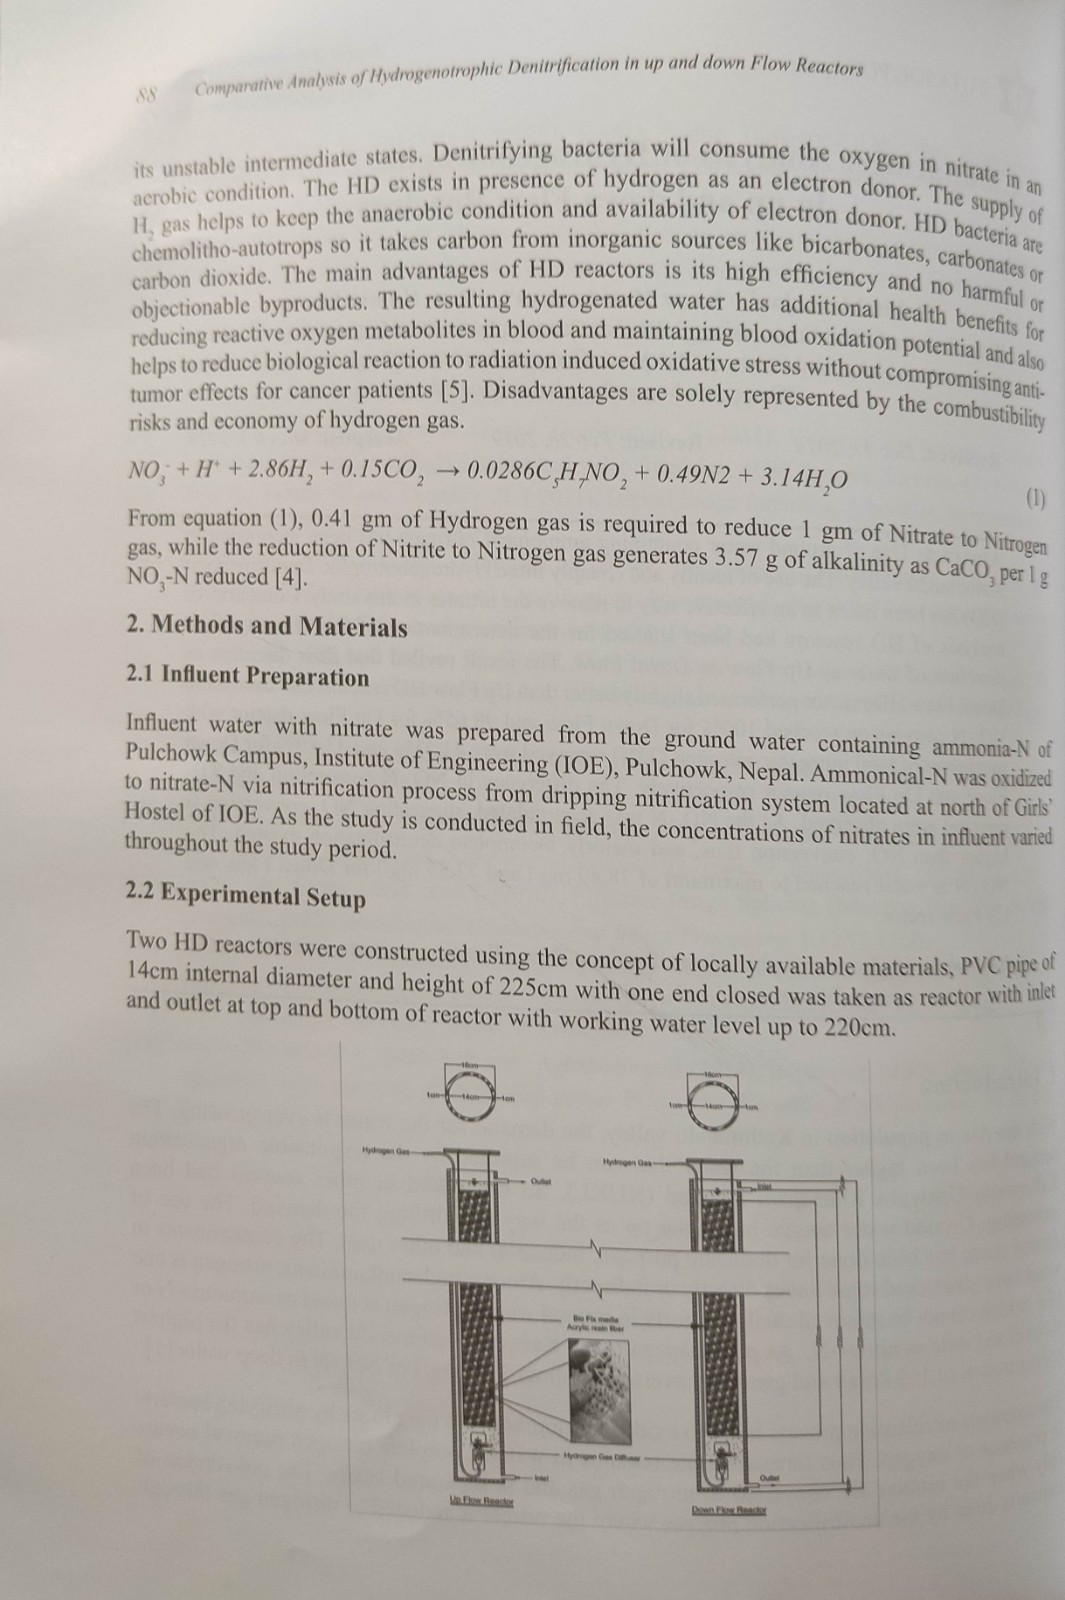 88 Comparative Analysis of Hydrogenotrophic Denitrification in up and down Flow Reactors
its unstable intermediate states. Denitrifying bacteria will consume the oxygen in nitrate in an
aerobic condition. The HD exists in presence of hydrogen as an electron donor. The supply of
H₂ gas helps to keep the anaerobic condition and availability of electron donor. HD bacteria are
chemolitho-autotrops so it takes carbon from inorganic sources like bicarbonates, carbonates or
carbon dioxide. The main advantages of HD reactors is its high efficiency and no harmful or
objectionable byproducts. The resulting hydrogenated water has additional health benefits for
reducing reactive oxygen metabolites in blood and maintaining blood oxidation potential and also
helps to reduce biological reaction to radiation induced oxidative stress without compromising anti-
tumor effects for cancer patients [5]. Disadvantages are solely represented by the combustibility
risks and economy of hydrogen gas.
NO₃⁻ + H⁺ + 2.86H₂ + 0.15CO₂ → 0.0286C₅H₇NO₂ + 0.49N2 + 3.14H₂O
(1)
From equation (1), 0.41 gm of Hydrogen gas is required to reduce 1 gm of Nitrate to Nitrogen
gas, while the reduction of Nitrite to Nitrogen gas generates 3.57 g of alkalinity as CaCO₃ per 1 g
NO₃-N reduced [4].
2. Methods and Materials
2.1 Influent Preparation
Influent water with nitrate was prepared from the ground water containing ammonia-N of
Pulchowk Campus, Institute of Engineering (IOE), Pulchowk, Nepal. Ammonical-N was oxidized
to nitrate-N via nitrification process from dripping nitrification system located at north of Girls'
Hostel of IOE. As the study is conducted in field, the concentrations of nitrates in influent varied
throughout the study period.
2.2 Experimental Setup
Two HD reactors were constructed using the concept of locally available materials, PVC pipe of
14cm internal diameter and height of 225cm with one end closed was taken as reactor with inlet
and outlet at top and bottom of reactor with working water level up to 220cm.
16cm
16cm
1cm 14cm 1cm
1cm 14cm 1cm
Hydrogen Gas
Hydrogen Gas
Outlet
Inlet
Bio Fix media
Acrylic resin fiber
Hydrogen Gas Diffuser
Inlet
Outlet
Up Flow Reactor
Down Flow Reactor